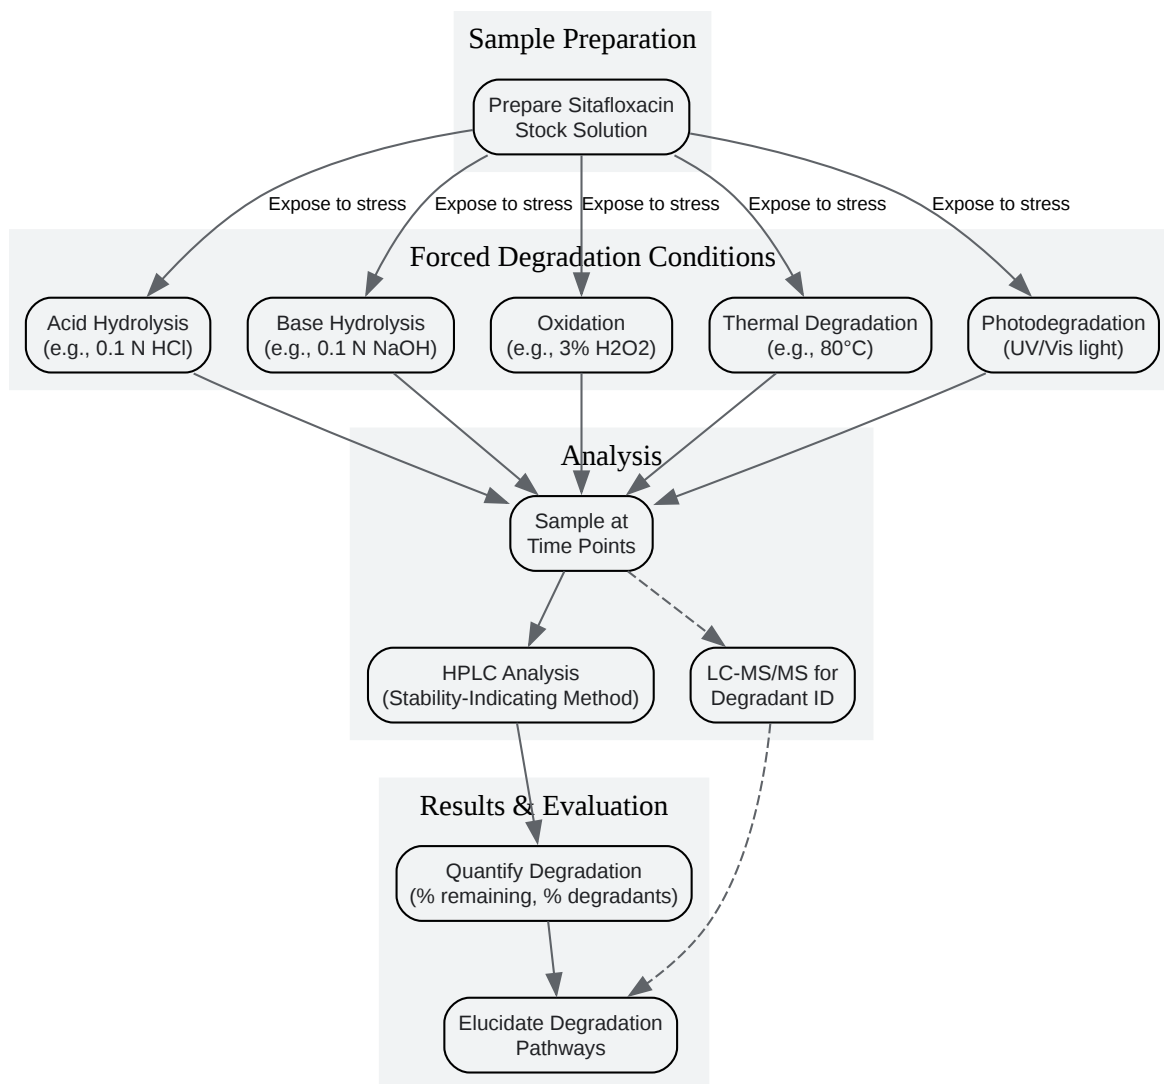 Sample Preparation
Prepare Sitafloxacin
Stock Solution
Expose to stress
Expose to stress
Expose to stress
Expose to stress
Expose to stress
Forced Degradation Conditions
Acid Hydrolysis
(e.g., 0.1 N HCl)
Base Hydrolysis
(e.g., 0.1 N NaOH)
Oxidation
(e.g., 3% H2O2)
Thermal Degradation
(e.g., 80°C)
Photodegradation
(UV/Vis light)
Analysis
Sample at
Time Points
HPLC Analysis
(Stability-Indicating Method)
LC-MS/MS for
Degradant ID
Results & Evaluation
Quantify Degradation
(% remaining, % degradants)
Elucidate Degradation
Pathways